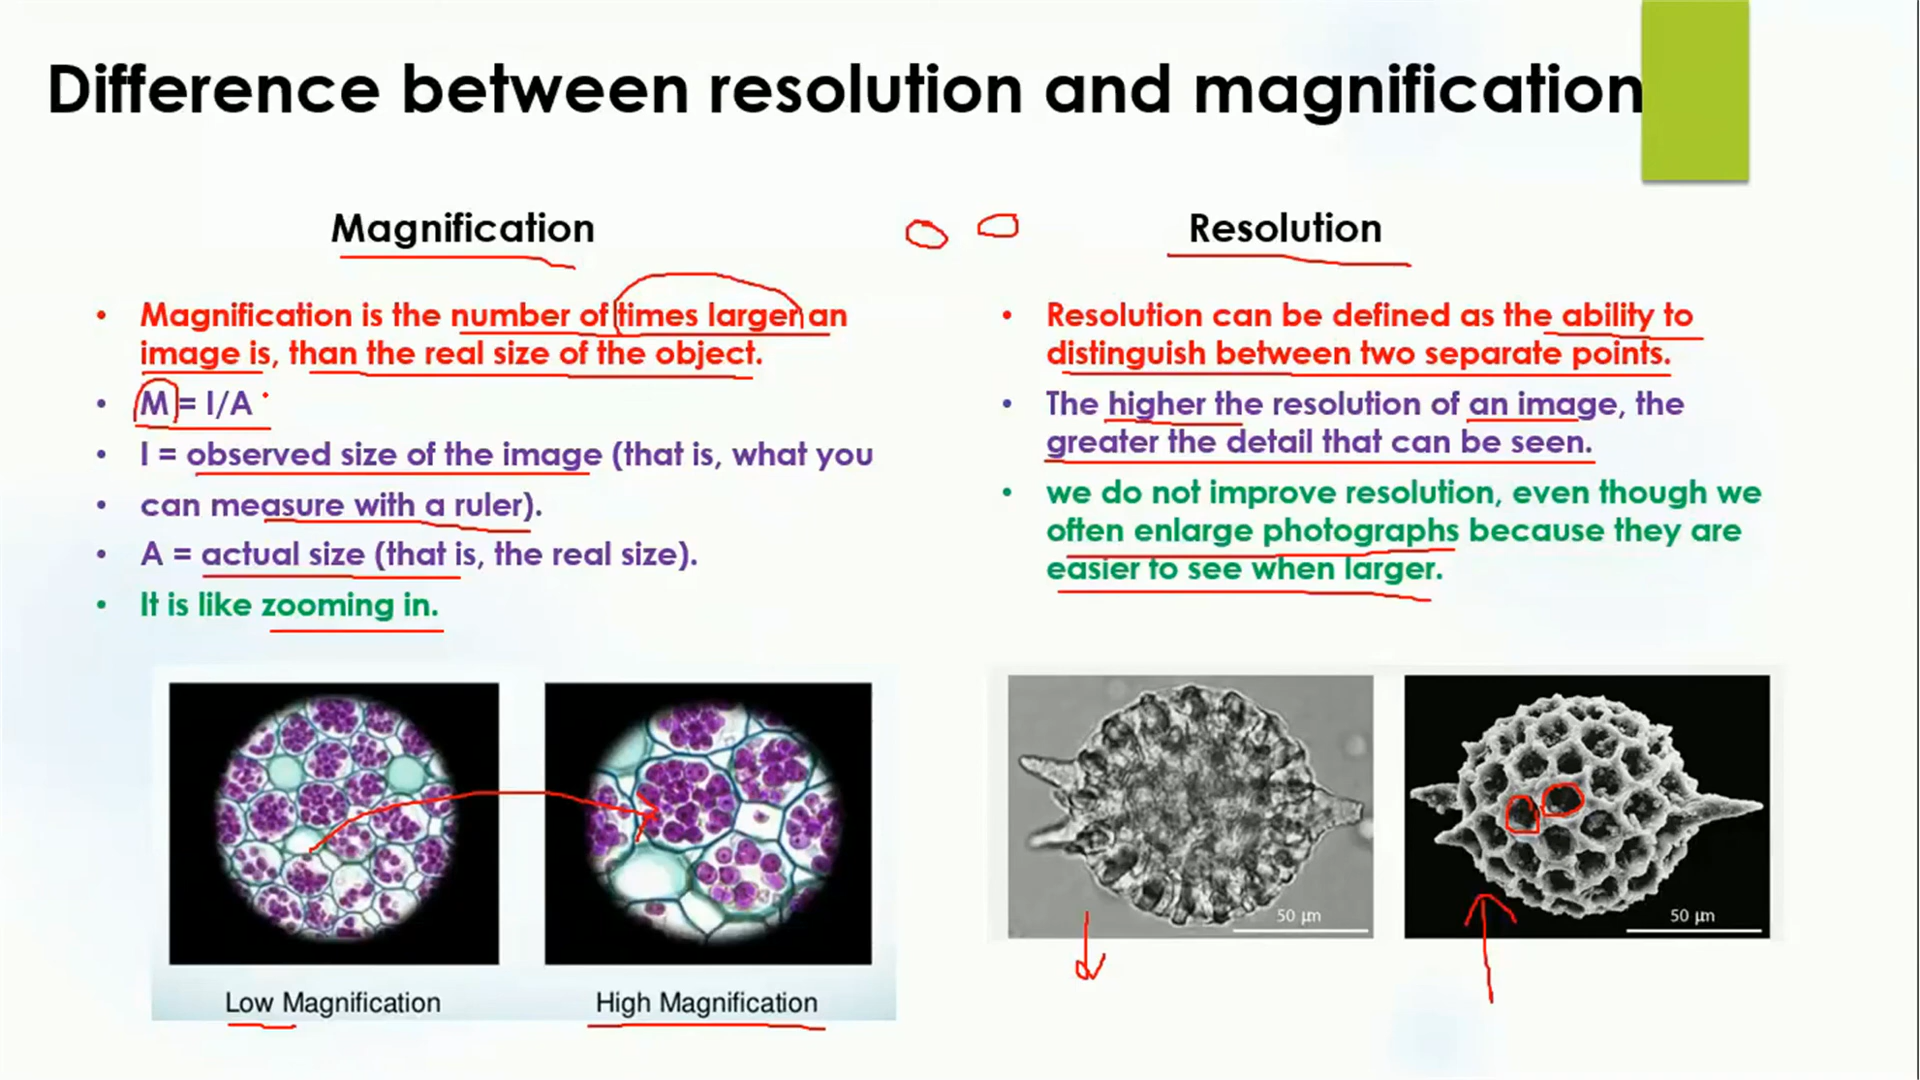 Difference between resolution and magnification
Magnification
• Magnification is the number of times larger an
image is, than the real size of the object.
• M = I/A
• I = observed size of the image (that is, what you
• can measure with a ruler).
• A = actual size (that is, the real size).
• It is like zooming in.
Low Magnification
High Magnification
Resolution
• Resolution can be defined as the ability to
distinguish between two separate points.
• The higher the resolution of an image, the
greater the detail that can be seen.
• we do not improve resolution, even though we
often enlarge photographs because they are
easier to see when larger.
50 µm
50 µm